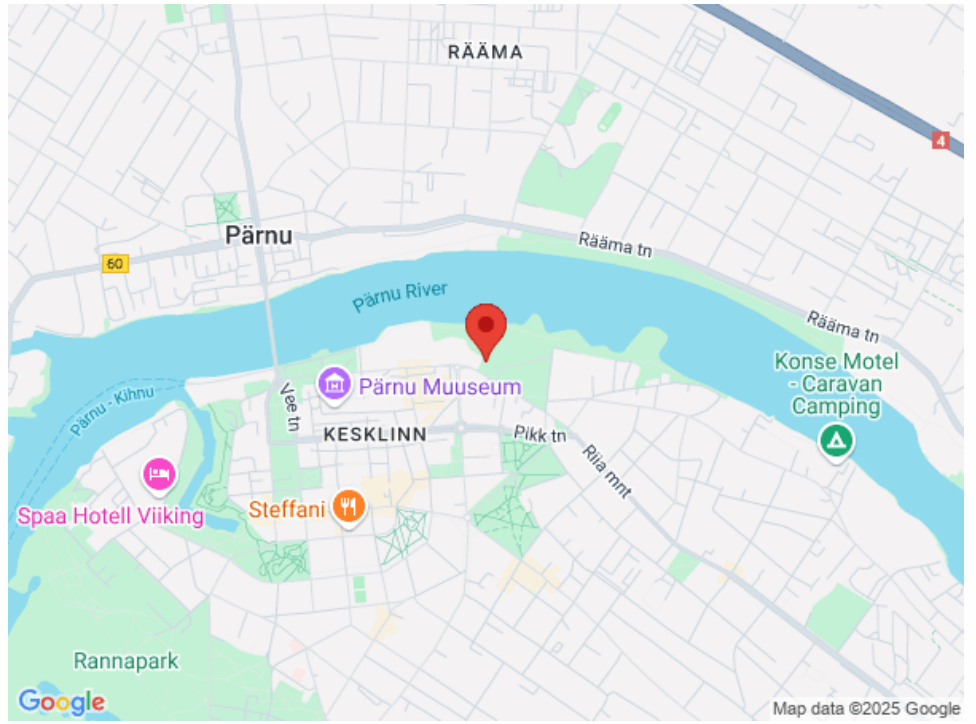 RÄÄMA
4
Rääma tn
Pärnu
60
Pärnu River
Rääma tn
Konse Motel
- Caravan
Camping
Pärnu - Kihnu
Vee tn
Pärnu Muuseum
KESKLINN
Pikk tn
Riia mnt
Steffani
Spaa Hotell Viiking
Rannapark
Google
Map data ©2025 Google